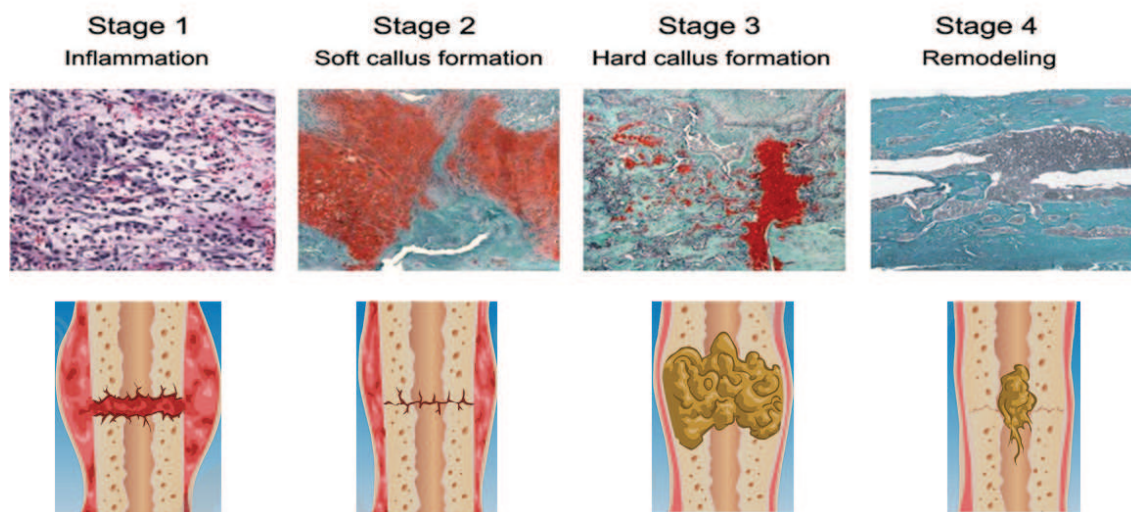 Stage 1
Inflammation
Stage 2
Soft callus formation
Stage 3
Hard callus formation
Stage 4
Remodeling